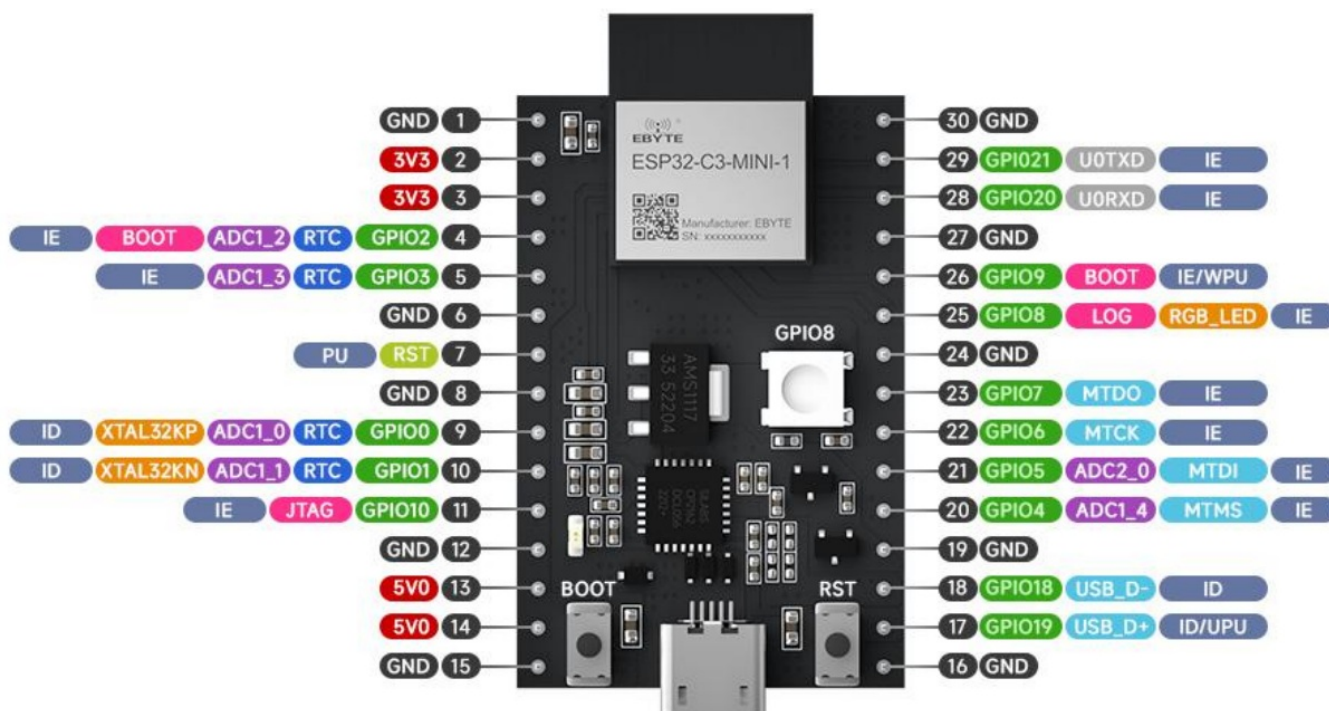 GND 1
3V3 2
3V3 3
IE BOOT ADC1_2 RTC GPIO2 4
IE ADC1_3 RTC GPIO3 5
GND 6
PU RST 7
GND 8
ID XTAL32KP ADC1_0 RTC GPIO0 9
ID XTAL32KN ADC1_1 RTC GPIO1 10
IE JTAG GPIO10 11
GND 12
5V0 13
5V0 14
GND 15
EBYTE
ESP32-C3-MINI-1
Manufacturer: EBYTE
SN: xxxxxxxxxxx
GPIO8
AMS1117
33 52204
SILABS
BOOT
RST
30 GND
29 GPIO21 U0TXD IE
28 GPIO20 U0RXD IE
27 GND
26 GPIO9 BOOT IE/WPU
25 GPIO8 LOG RGB_LED IE
24 GND
23 GPIO7 MTDO IE
22 GPIO6 MTCK IE
21 GPIO5 ADC2_0 MTDI IE
20 GPIO4 ADC1_4 MTMS IE
19 GND
18 GPIO18 USB_D- ID
17 GPIO19 USB_D+ ID/UPU
16 GND